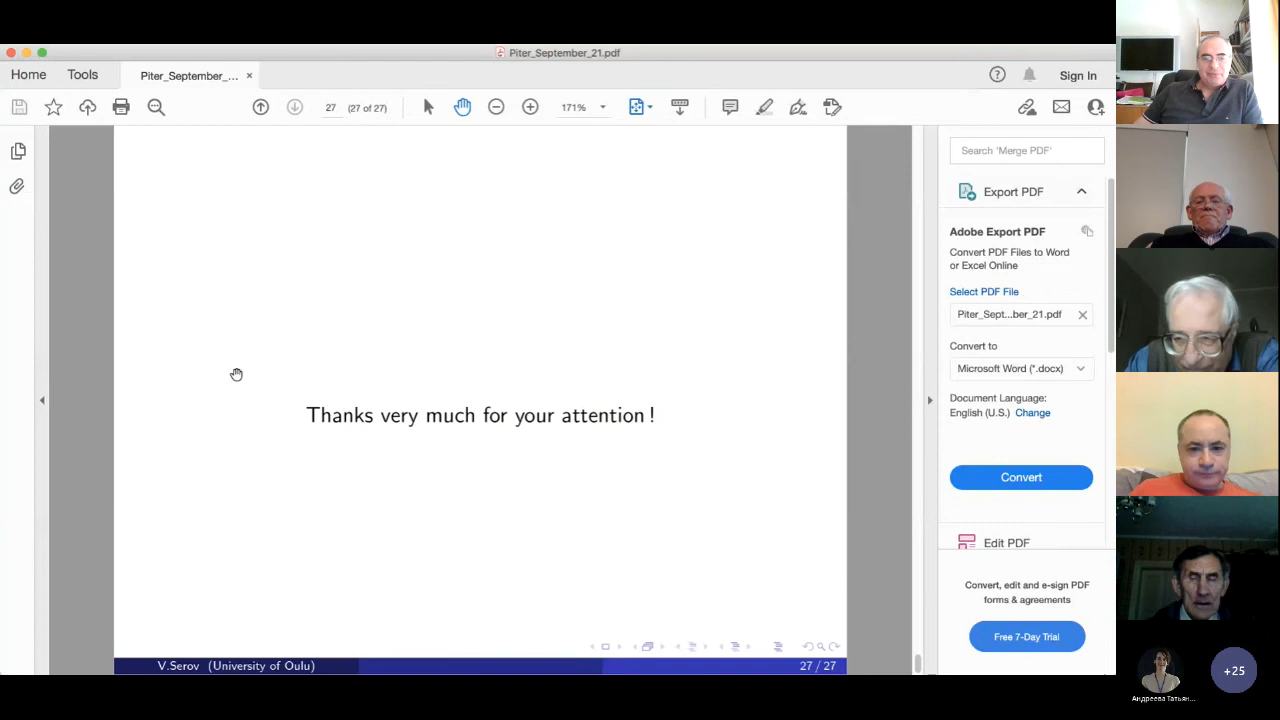 Piter_September_21.pdf
Home
Tools
Piter_September_...
Sign In
27
(27 of 27)
171%
Search 'Merge PDF'
Export PDF
Adobe Export PDF
Convert PDF Files to Word
or Excel Online
Select PDF File
Piter_Sept...ber_21.pdf
Convert to
Microsoft Word (*.docx)
Document Language:
English (U.S.) Change
Convert
Edit PDF
Convert, edit and e-sign PDF
forms & agreements
Free 7-Day Trial
Thanks very much for your attention !
V.Serov (University of Oulu)
27 / 27
Андреева Татьян...
+25